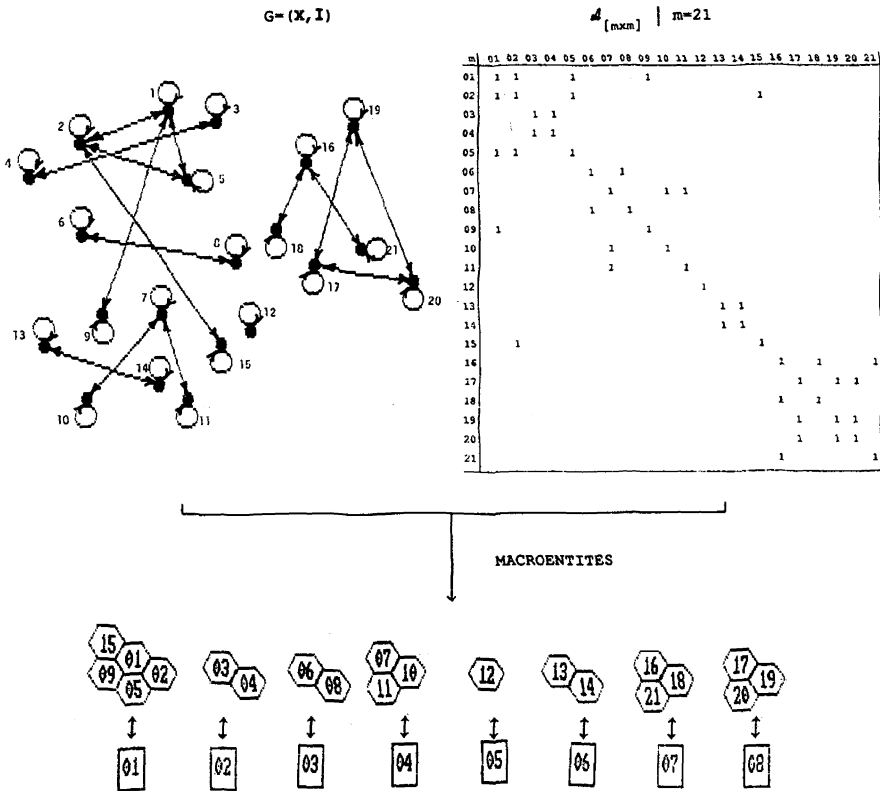 G=(X,I)
𝒜[mxm] | m=21
1
3
2
4
5
6
8
7
9
12
13
14
15
10
11
19
16
18
21
17
20
m 01 02 03 04 05 06 07 08 09 10 11 12 13 14 15 16 17 18 19 20 21
01 1 1 1 1
02 1 1 1 1
03 1 1
04 1 1
05 1 1 1
06 1 1
07 1 1 1
08 1 1
09 1 1
10 1 1
11 1 1
12 1
13 1 1
14 1 1
15 1 1
16 1 1 1
17 1 1 1
18 1 1
19 1 1 1
20 1 1 1
21 1 1
MACROENTITES
15 01 09 02 05
03 04
06 08
07 10 11
12
13 14
16 18 21
17 19 20
01 02 03 04 05 06 07 08